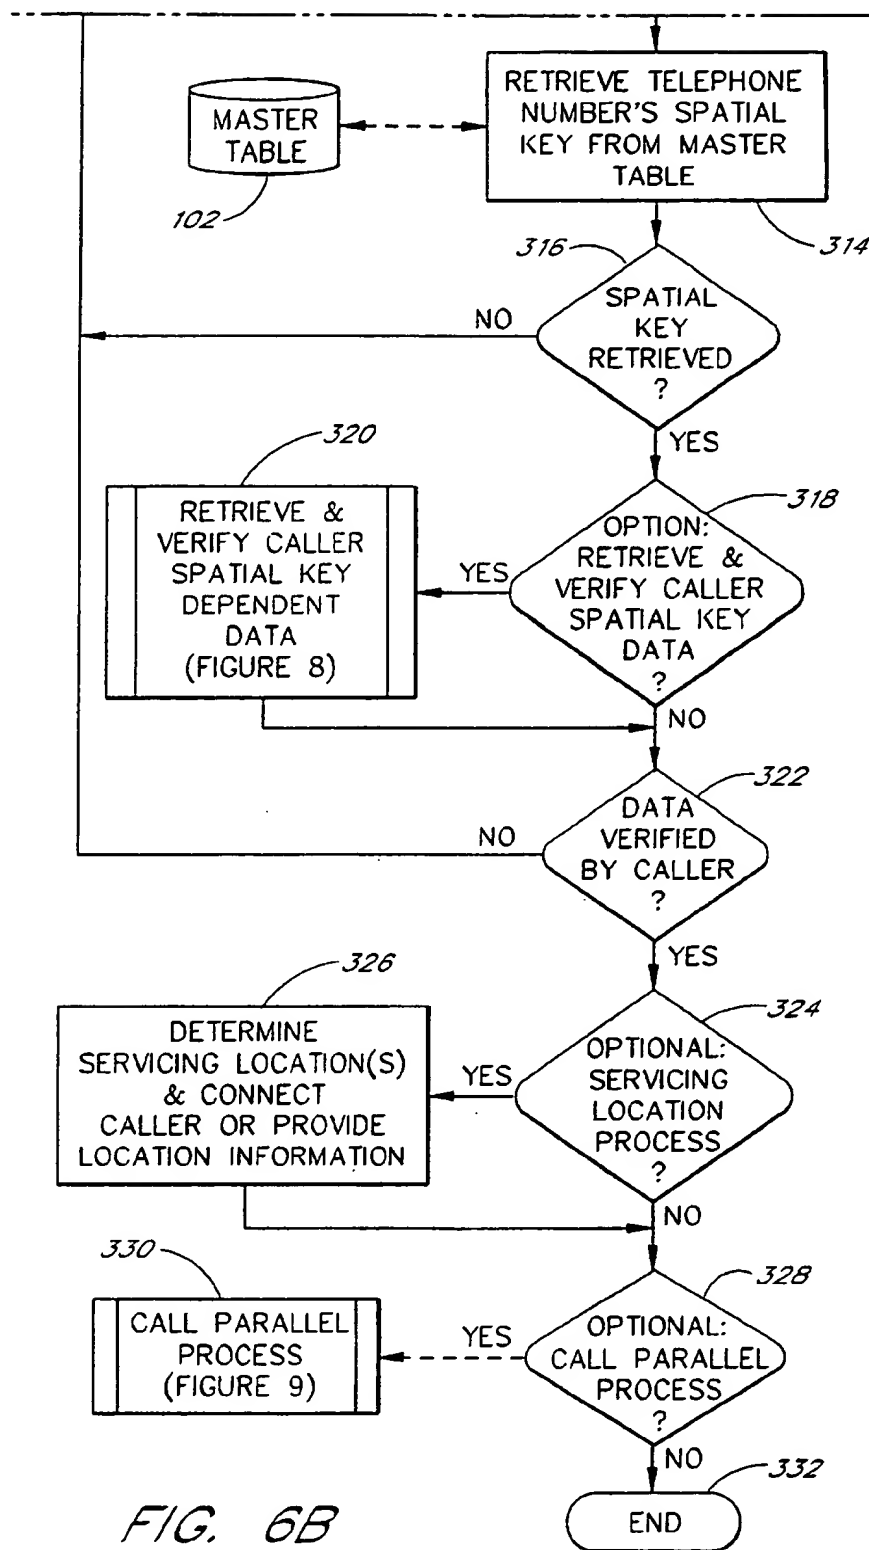 RETRIEVE TELEPHONE
NUMBER'S SPATIAL
KEY FROM MASTER
TABLE
MASTER
TABLE
102
314
316
SPATIAL
KEY
RETRIEVED
?
NO
YES
320
318
RETRIEVE &
VERIFY CALLER
SPATIAL KEY
DEPENDENT
DATA
(FIGURE 8)
OPTION:
RETRIEVE &
VERIFY CALLER
SPATIAL KEY
DATA
?
YES
NO
322
DATA
VERIFIED
BY CALLER
?
NO
YES
326
324
DETERMINE
SERVICING LOCATION(S)
& CONNECT
CALLER OR PROVIDE
LOCATION INFORMATION
OPTIONAL:
SERVICING
LOCATION
PROCESS
?
YES
NO
330
328
CALL PARALLEL
PROCESS
(FIGURE 9)
OPTIONAL:
CALL PARALLEL
PROCESS
?
YES
NO
332
END
FIG. 6B